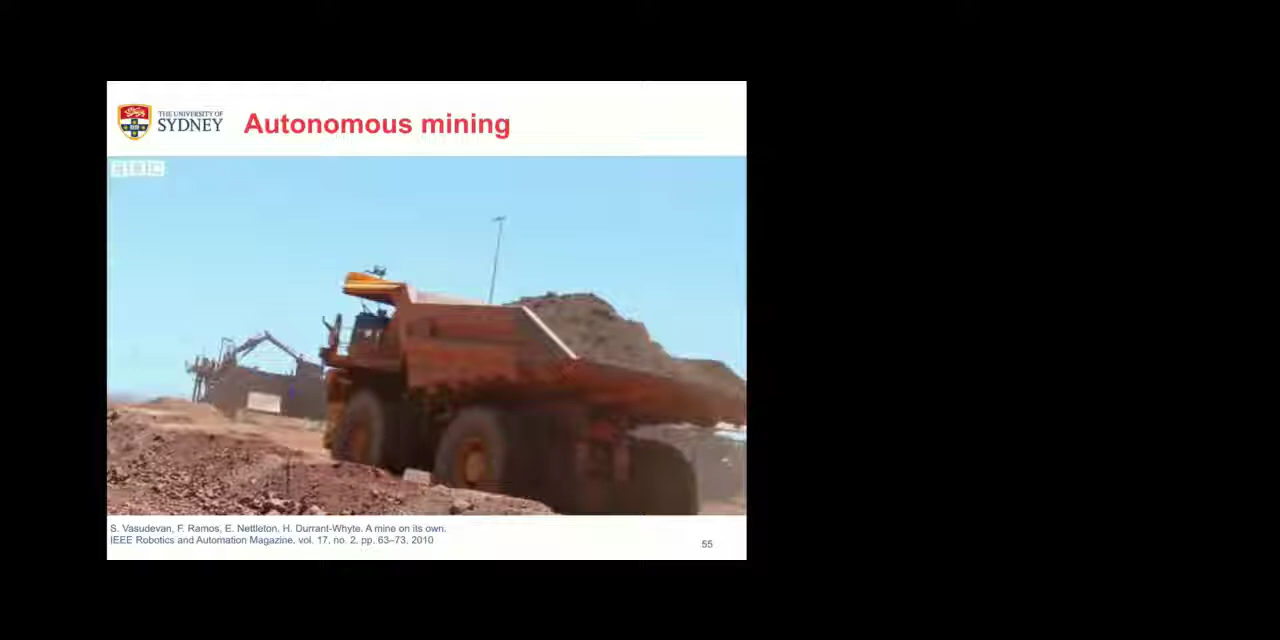 THE UNIVERSITY OF
SYDNEY
Autonomous mining
BBC
S. Vasudevan, F. Ramos, E. Nettleton, H. Durrant-Whyte. A mine on its own.
IEEE Robotics and Automation Magazine, vol. 17, no. 2, pp. 63–73, 2010
55